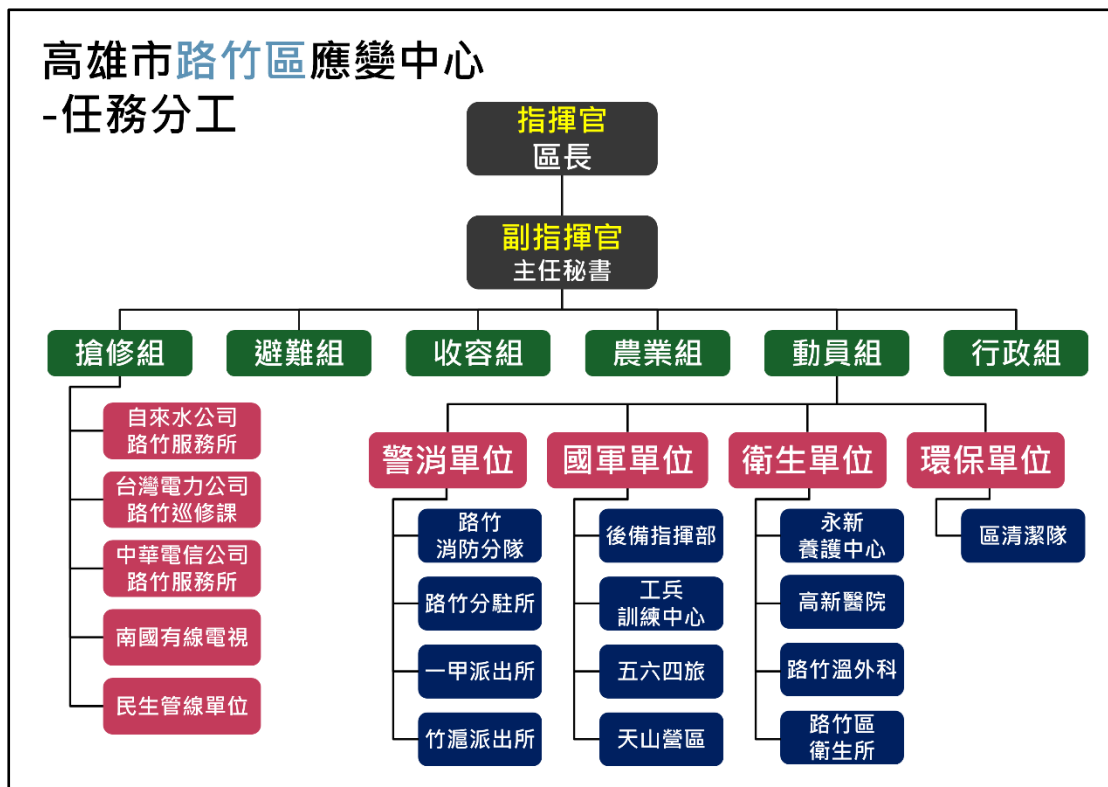 高雄市路竹區應變中心
-任務分工
指揮官
區長
副指揮官
主任秘書
搶修組
避難組
收容組
農業組
動員組
行政組
自來水公司
路竹服務所
台灣電力公司
路竹巡修課
中華電信公司
路竹服務所
南國有線電視
民生管線單位
警消單位
國軍單位
衛生單位
環保單位
路竹
消防分隊
路竹分駐所
一甲派出所
竹滬派出所
後備指揮部
工兵
訓練中心
五六四旅
天山營區
永新
養護中心
高新醫院
路竹溫外科
路竹區
衛生所
區清潔隊